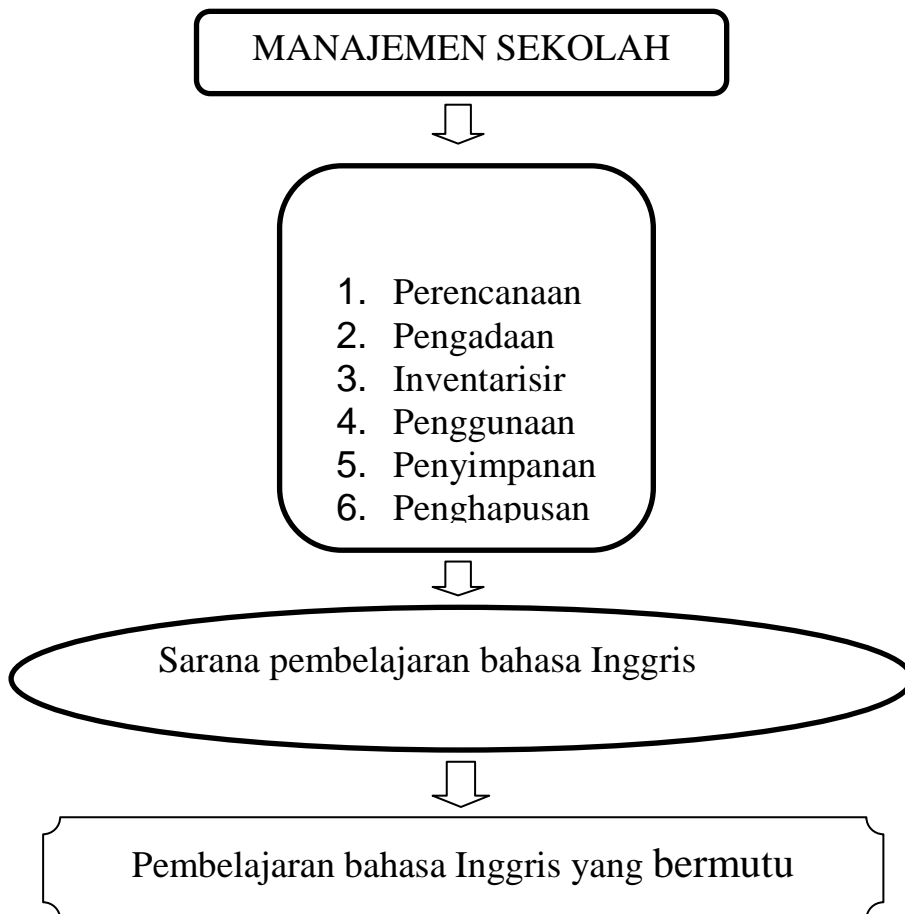 MANAJEMEN SEKOLAH
1. Perencanaan
2. Pengadaan
3. Inventarisir
4. Penggunaan
5. Penyimpanan
6. Penghapusan
Sarana pembelajaran bahasa Inggris
Pembelajaran bahasa Inggris yang bermutu